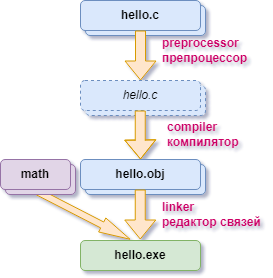 hello.c
preprocessor
препроцессор
hello.c
compiler
компилятор
math
hello.obj
linker
редактор связей
hello.exe